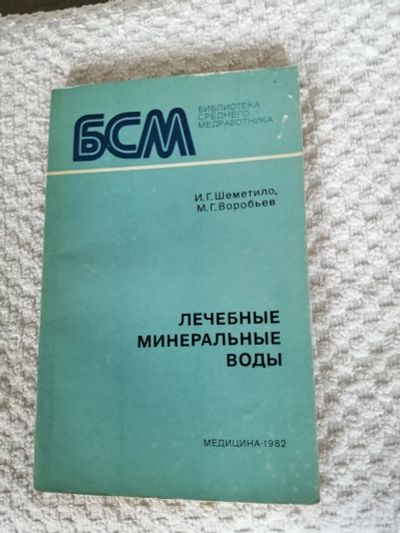 БСМ
БИБЛИОТЕКА
СРЕДНЕГО
МЕДРАБОТНИКА
И.Г.Шеметило,
М.Г.Воробьев
ЛЕЧЕБНЫЕ
МИНЕРАЛЬНЫЕ
ВОДЫ
МЕДИЦИНА·1982